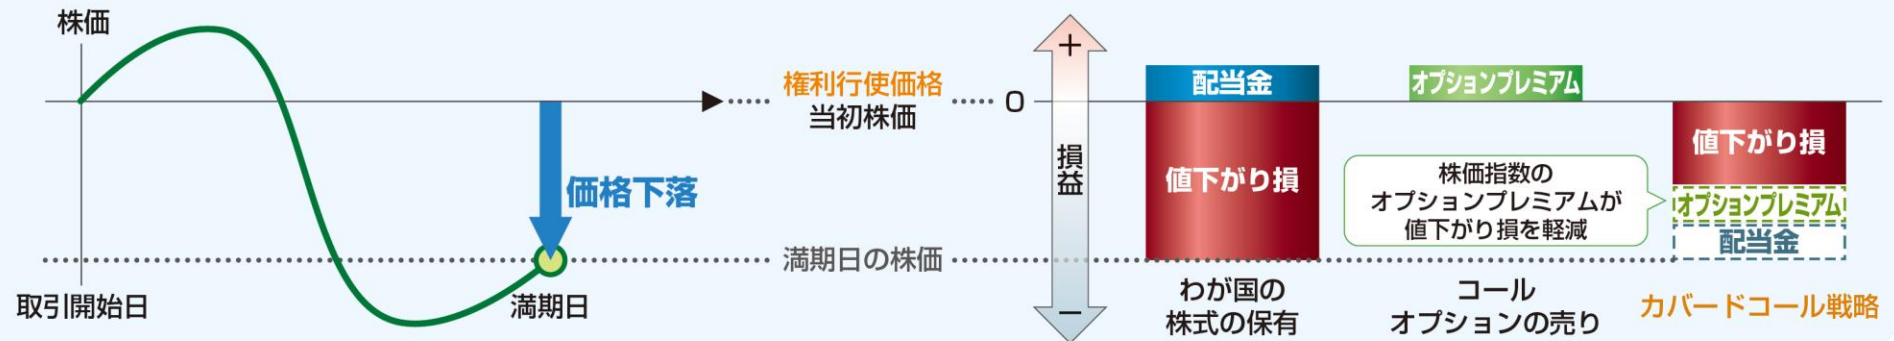 株価
取引開始日
価格下落
満期日
権利行使価格
当初株価
満期日の株価
0
＋
損益
－
配当金
値下がり損
わが国の
株式の保有
オプションプレミアム
株価指数の
オプションプレミアムが
値下がり損を軽減
コール
オプションの売り
値下がり損
オプションプレミアム
配当金
カバードコール戦略